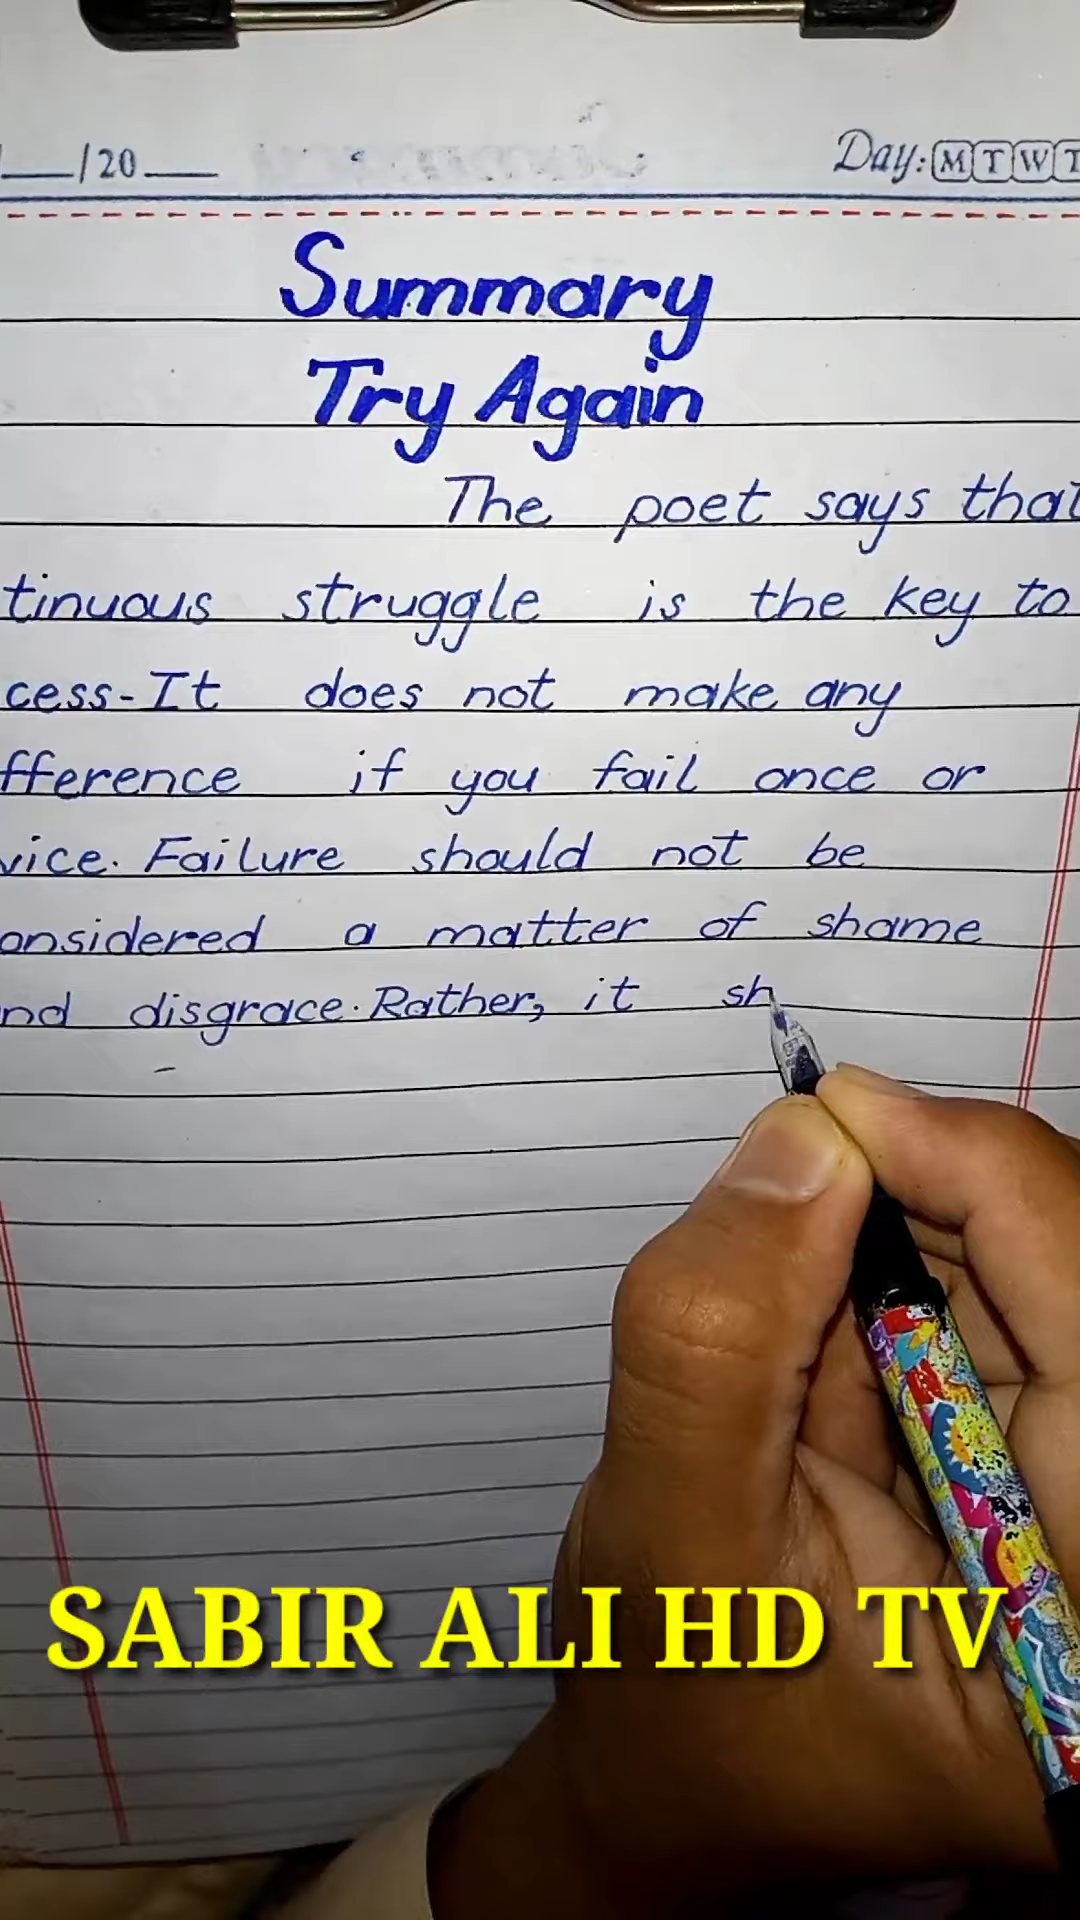 /20
Day: M T W T
Summary
Try Again
The poet says that
tinuous struggle is the key to
cess-It does not make any
fference if you fail once or
vice. Failure should not be
onsidered a matter of shame
nd disgrace. Rather, it sh
SABIR ALI HD TV